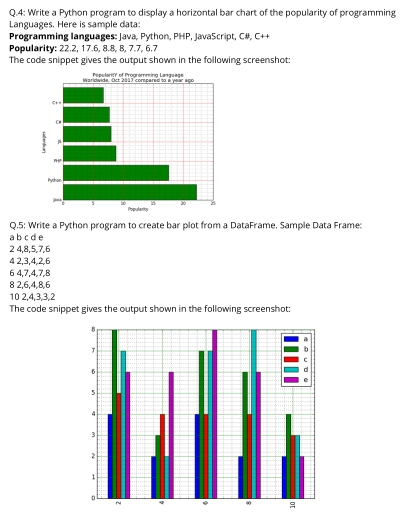 Q.4: Write a Python program to display a horizontal bar chart of the popularity of programming
Languages. Here is sample data:
Programming languages: Java, Python, PHP, JavaScript, C#, C++
Popularity: 22.2, 17.6, 8.8, 8, 7.7, 6.7
The code snippet gives the output shown in the following screenshot:
PopularitY of Programming Language
Worldwide, Oct 2017 compared to a year ago
C++
C#
JS
PHP
Python
Java
Languages
0 5 10 15 20 25
Popularity
Q.5: Write a Python program to create bar plot from a DataFrame. Sample Data Frame:
a b c d e
2 4,8,5,7,6
4 2,3,4,2,6
6 4,7,4,7,8
8 2,6,4,8,6
10 2,4,3,3,2
The code snippet gives the output shown in the following screenshot:
8
7
6
5
4
3
2
1
0
a
b
c
d
e
2 4 6 8 10